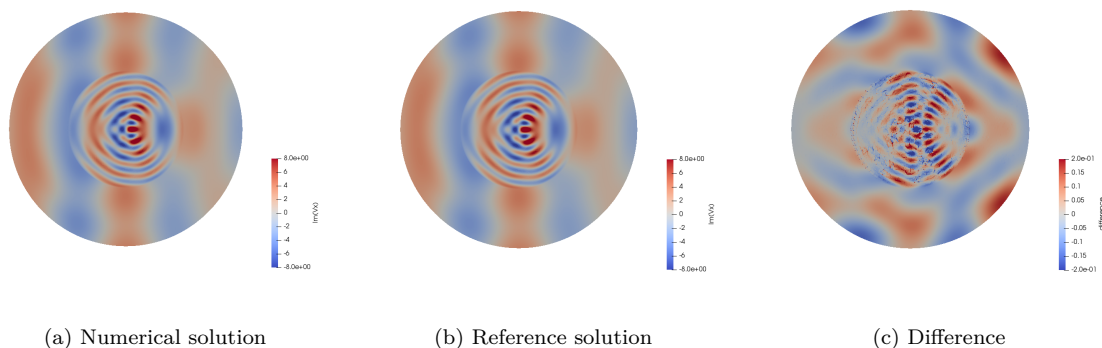 8.0e+00
6
4
2
0
-2
-4
-6
-8.0e+00
Im(Vx)
8.0e+00
6
4
2
0
-2
-4
-6
-8.0e+00
Im(Vx)
2.0e-01
0.15
0.1
0.05
0
-0.05
-0.1
-0.15
-2.0e-01
difference
(a) Numerical solution
(b) Reference solution
(c) Difference